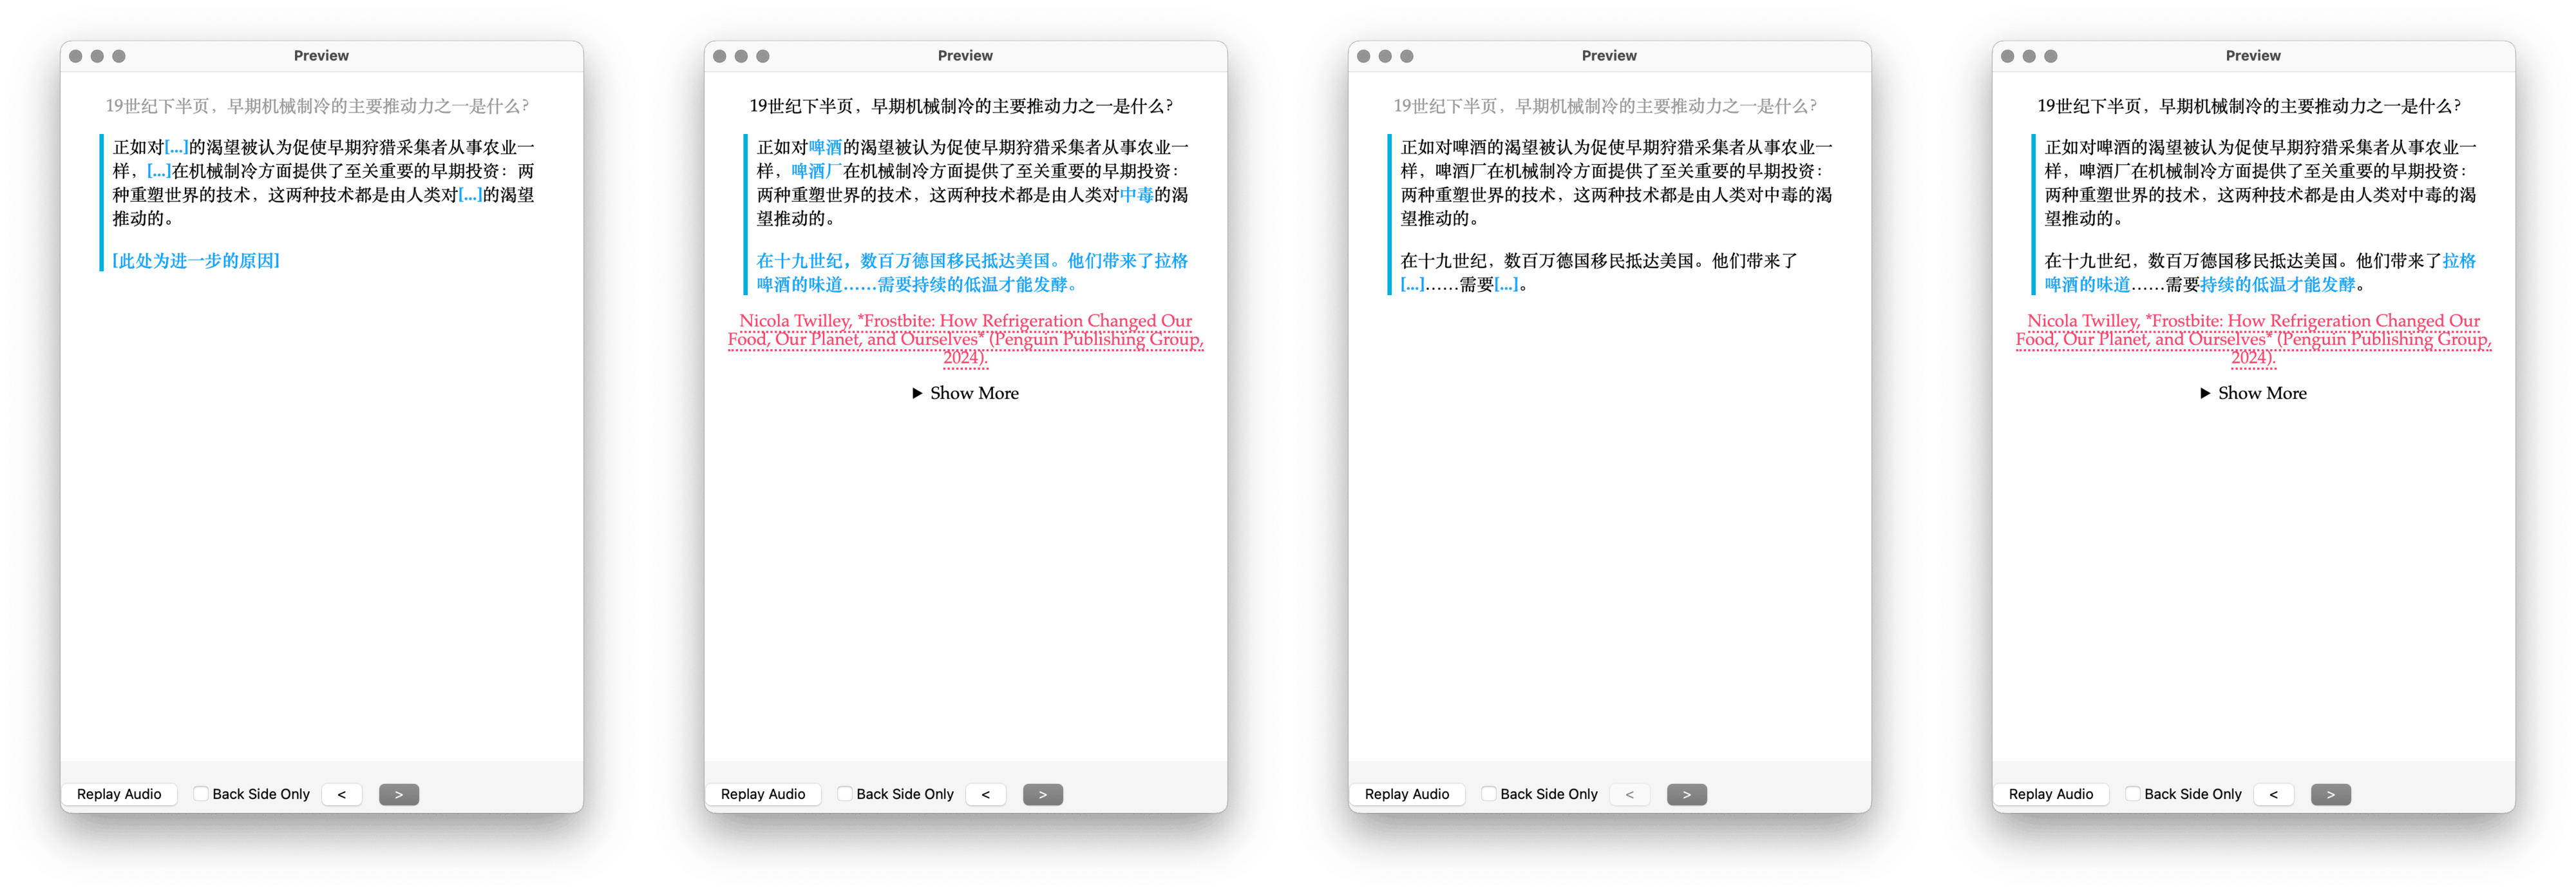 Preview
19世纪下半页，早期机械制冷的主要推动力之一是什么?
正如对[...]的渴望被认为促使早期狩猎采集者从事农业一
样，[...]在机械制冷方面提供了至关重要的早期投资：两
种重塑世界的技术，这两种技术都是由人类对[...]的渴望
推动的。
[此处为进一步的原因]
Replay Audio
Back Side Only
<
>
Preview
19世纪下半页，早期机械制冷的主要推动力之一是什么?
正如对啤酒的渴望被认为促使早期狩猎采集者从事农业一
样，啤酒厂在机械制冷方面提供了至关重要的早期投资：
两种重塑世界的技术，这两种技术都是由人类对中毒的渴
望推动的。
在十九世纪，数百万德国移民抵达美国。他们带来了拉格
啤酒的味道……需要持续的低温才能发酵。
Nicola Twilley, *Frostbite: How Refrigeration Changed Our
Food, Our Planet, and Ourselves* (Penguin Publishing Group,
2024).
▶ Show More
Replay Audio
Back Side Only
<
>
Preview
19世纪下半页，早期机械制冷的主要推动力之一是什么?
正如对啤酒的渴望被认为促使早期狩猎采集者从事农业一
样，啤酒厂在机械制冷方面提供了至关重要的早期投资：
两种重塑世界的技术，这两种技术都是由人类对中毒的渴
望推动的。
在十九世纪，数百万德国移民抵达美国。他们带来了
[...]……需要[...]。
Replay Audio
Back Side Only
<
>
Preview
19世纪下半页，早期机械制冷的主要推动力之一是什么?
正如对啤酒的渴望被认为促使早期狩猎采集者从事农业一
样，啤酒厂在机械制冷方面提供了至关重要的早期投资：
两种重塑世界的技术，这两种技术都是由人类对中毒的渴
望推动的。
在十九世纪，数百万德国移民抵达美国。他们带来了拉格
啤酒的味道……需要持续的低温才能发酵。
Nicola Twilley, *Frostbite: How Refrigeration Changed Our
Food, Our Planet, and Ourselves* (Penguin Publishing Group,
2024).
▶ Show More
Replay Audio
Back Side Only
<
>